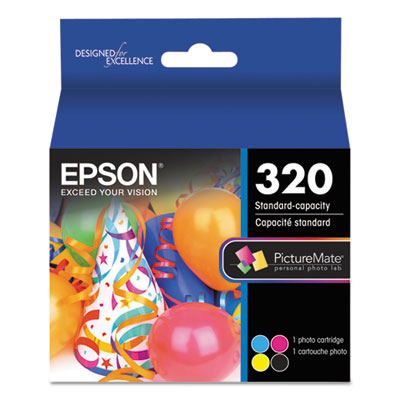 DESIGNED for
EXCELLENCE
EPSON®
EXCEED YOUR VISION
320
Standard-capacity
Capacité standard
PictureMate®
personal photo lab
1 photo cartridge
1 cartouche photo